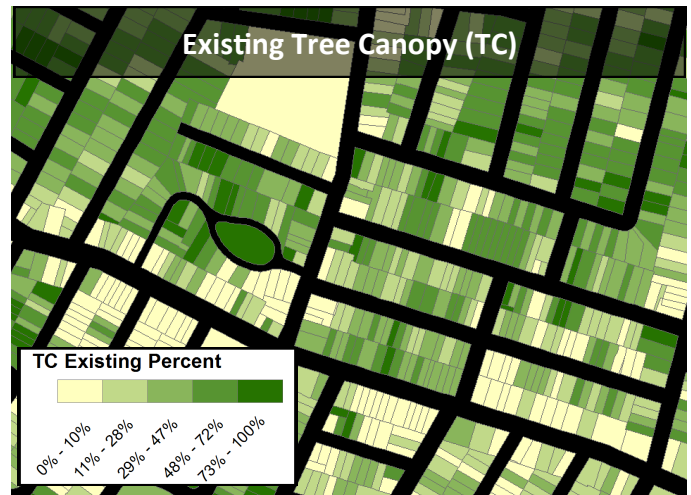 Existing Tree Canopy (TC)
TC Existing Percent
0% - 10%
11% - 28%
29% - 47%
48% - 72%
73% - 100%